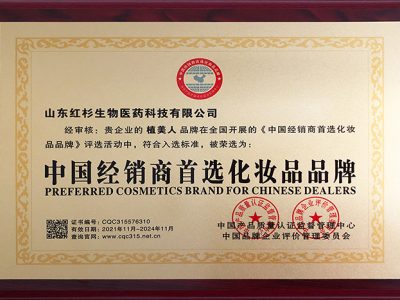 山东红杉生物医药科技有限公司
经审核：贵企业的 植美人 品牌在全国开展的《中国经销商首选化妆
品品牌》评选活动中，符合入选标准，被荣选为：
中国经销商首选化妆品品牌
PREFERRED COSMETICS BRAND FOR CHINESE DEALERS
证书编号：CQC315576310
有效日期：2021年11月-2024年11月
查询官网：www.cqc315.net.cn
中国产品质量认证监督管理中心
中国品牌企业评价管理委员会